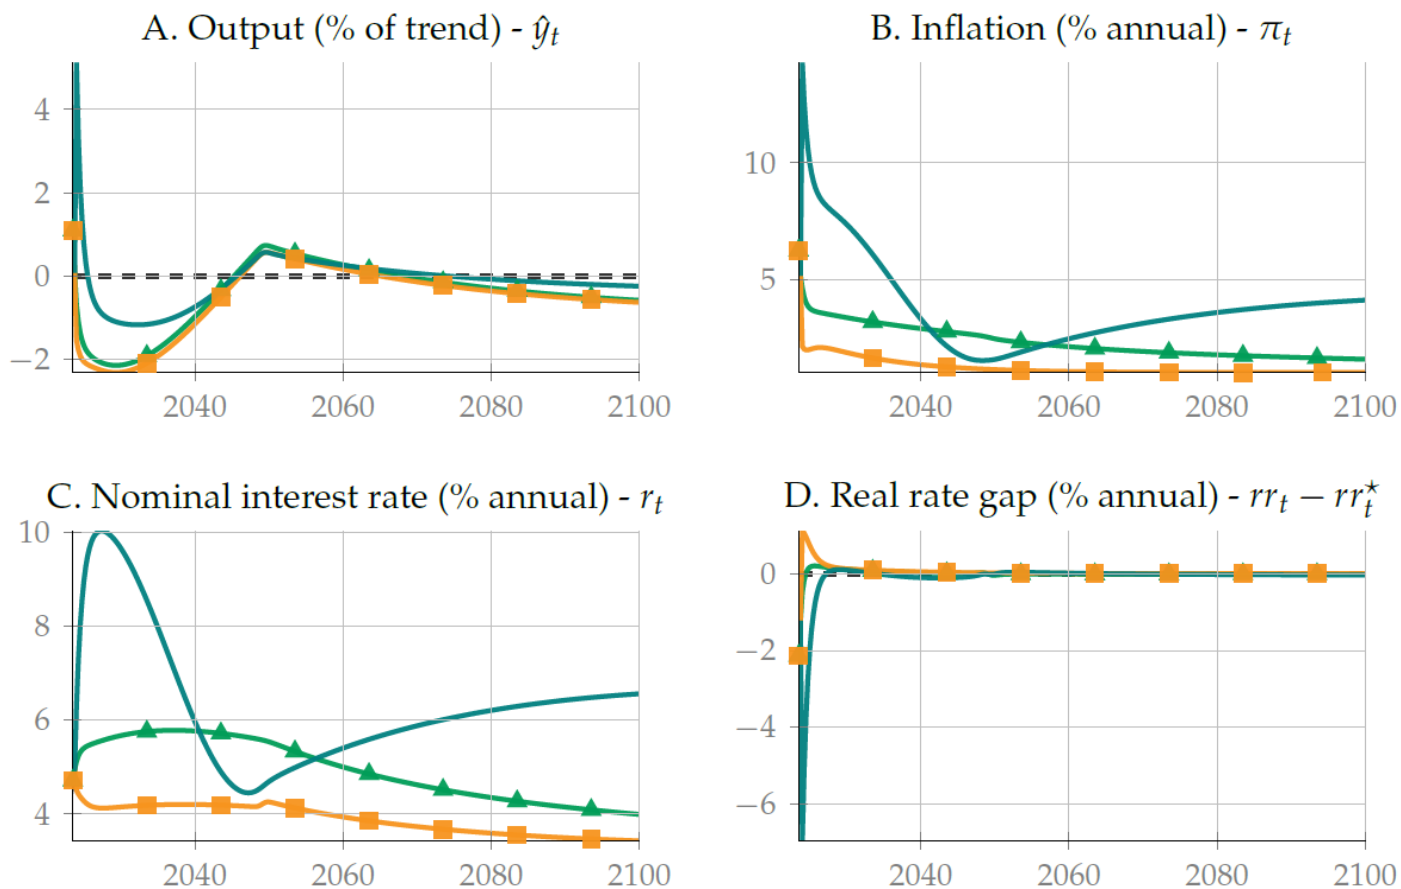 A. Output (% of trend) - ŷₜ
4
2
0
−2
2040 2060 2080 2100
B. Inflation (% annual) - πₜ
10
5
2040 2060 2080 2100
C. Nominal interest rate (% annual) - rₜ
10
8
6
4
2040 2060 2080 2100
D. Real rate gap (% annual) - rrₜ − rrₜ⋆
0
−2
−4
−6
2040 2060 2080 2100